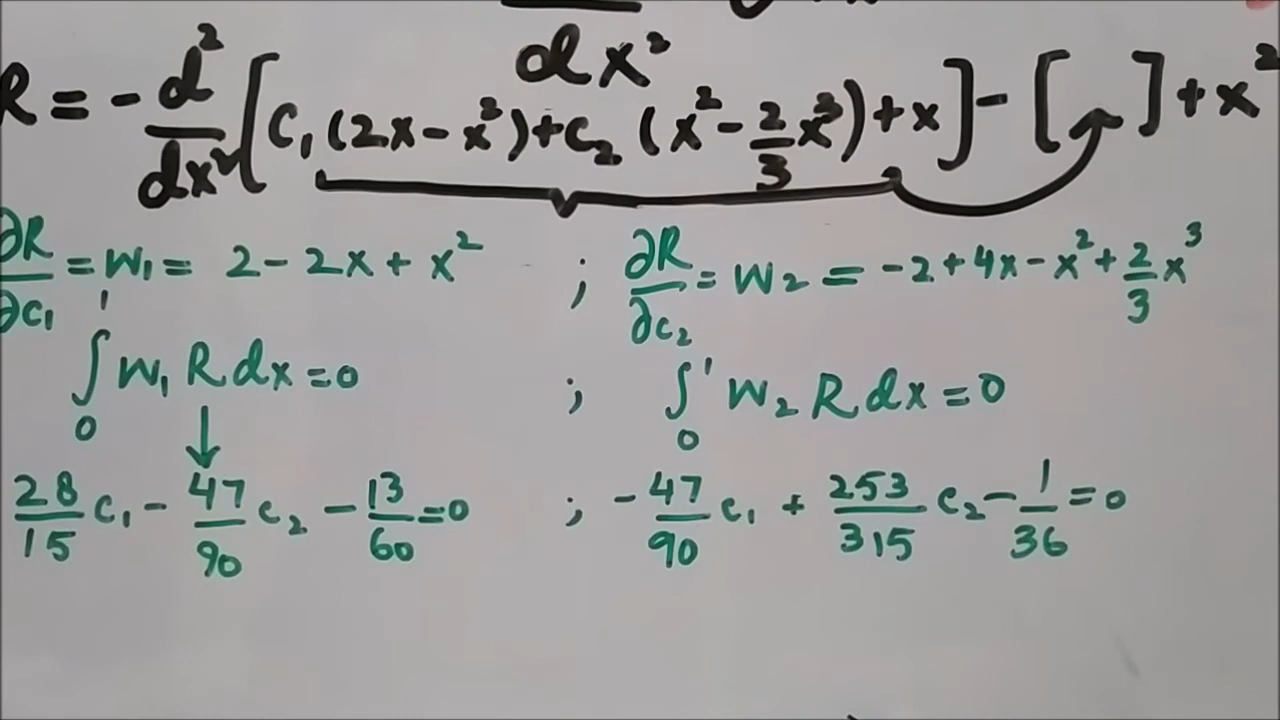 dx²
R = -d²/dx² [c₁(2x - x²) + c₂(x² - 2/3 x³) + x] - [ ] + x²
∂R/∂c₁ = w₁ = 2 - 2x + x² ; ∂R/∂c₂ = w₂ = -2 + 4x - x² + 2/3 x³
∫₀¹ w₁ R dx = 0 ; ∫₀¹ w₂ R dx = 0
28/15 c₁ - 47/90 c₂ - 13/60 = 0 ; -47/90 c₁ + 253/315 c₂ - 1/36 = 0